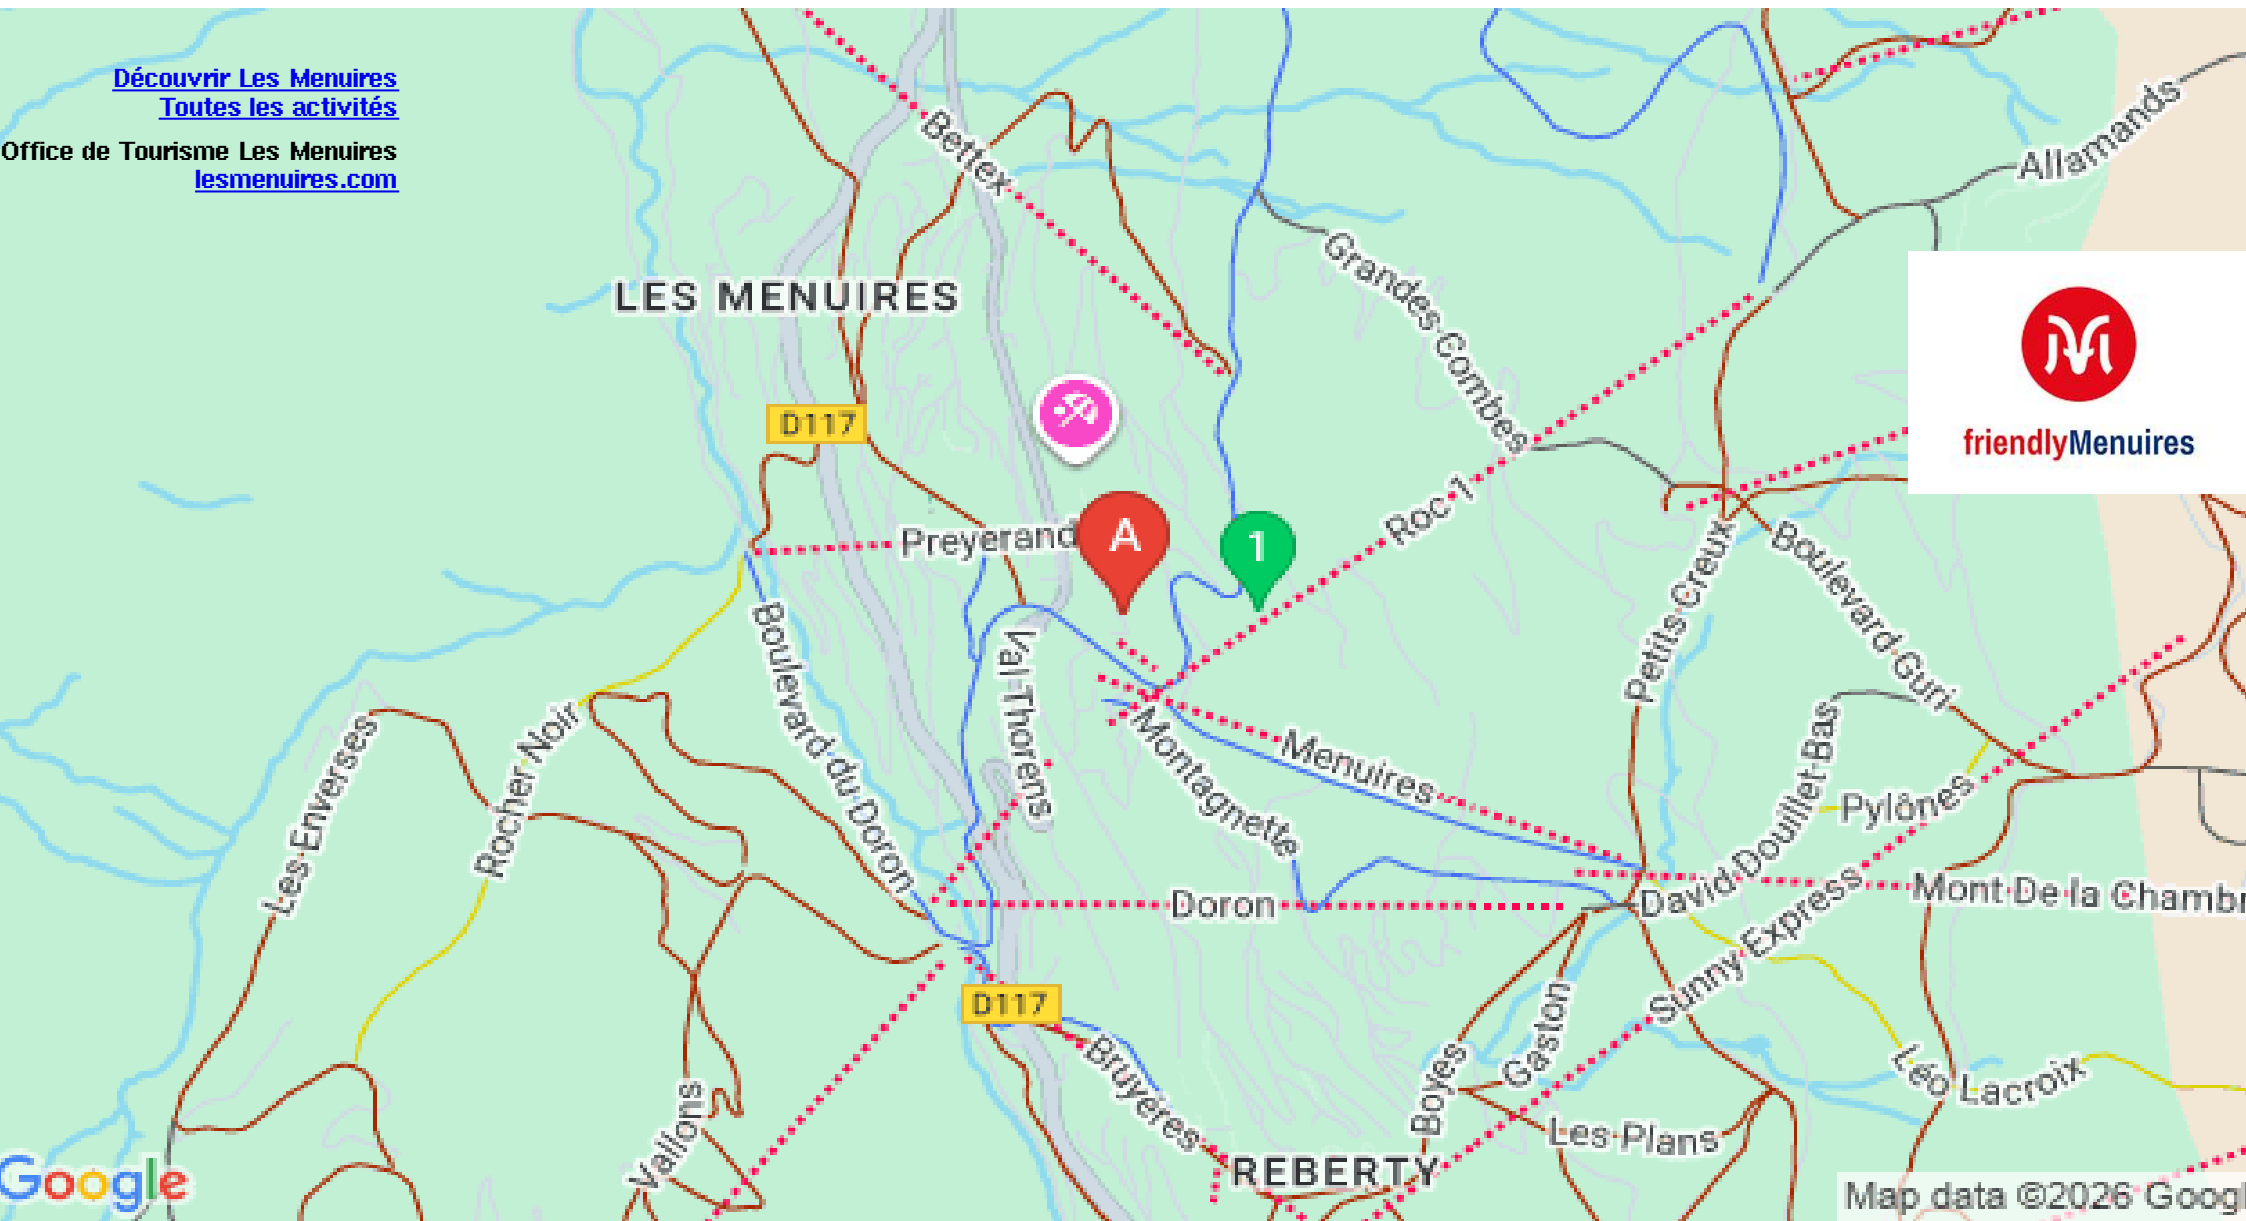 Découvrir Les Menuires
Toutes les activités
Office de Tourisme Les Menuires
lesmenuires.com
Bettex
Allamands
Grandes Combes
LES MENUIRES
friendlyMenuires
D117
Preyerand
A
1
Roc 1
Petits Creux
Boulevard Guri
Boulevard du Doron
Val Thorens
Montagnette
Menuires
Les Enverses
Rocher Noir
David Douillet Bas
Pylônes
Doron
Mont De la Chambr
Sunny Express
D117
Bruyères
Boyes
Gaston
Léo Lacroix
Les Plans
Vallons
REBERTY
Google
Map data ©2026 Googl